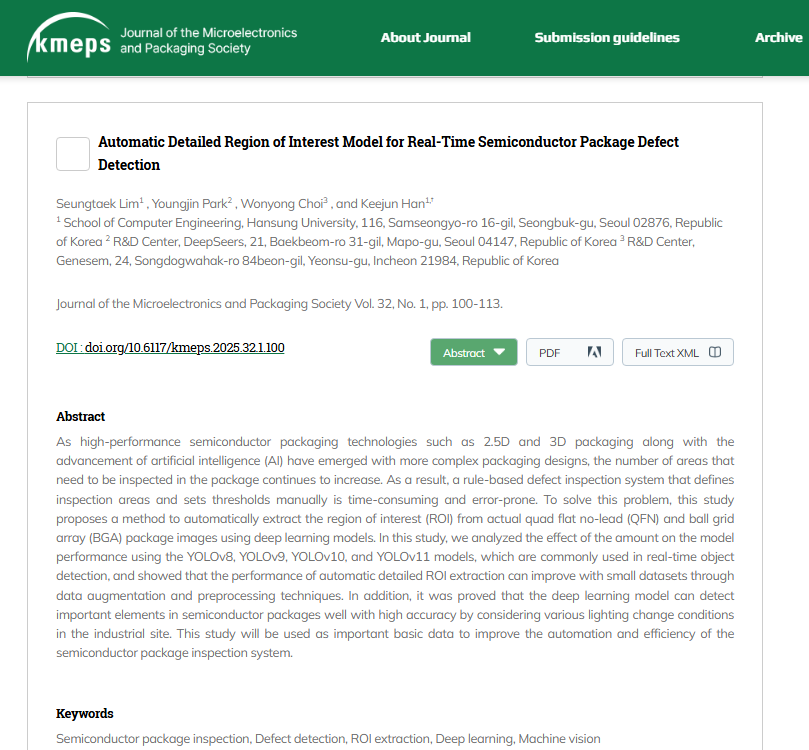 kmeps Journal of the Microelectronics
and Packaging Society
About Journal
Submission guidelines
Archive
Automatic Detailed Region of Interest Model for Real-Time Semiconductor Package Defect
Detection
Seungtaek Lim1 , Youngjin Park2 , Wonyong Choi3 , and Keejun Han1,†
1 School of Computer Engineering, Hansung University, 116, Samseongyo-ro 16-gil, Seongbuk-gu, Seoul 02876, Republic
of Korea 2 R&D Center, DeepSeers, 21, Baekbeom-ro 31-gil, Mapo-gu, Seoul 04147, Republic of Korea 3 R&D Center,
Genesem, 24, Songdogwahak-ro 84beon-gil, Yeonsu-gu, Incheon 21984, Republic of Korea
Journal of the Microelectronics and Packaging Society Vol. 32, No. 1, pp. 100-113.
DOI : doi.org/10.6117/kmeps.2025.32.1.100
Abstract
PDF
Full Text XML
Abstract
As high-performance semiconductor packaging technologies such as 2.5D and 3D packaging along with the
advancement of artificial intelligence (AI) have emerged with more complex packaging designs, the number of areas that
need to be inspected in the package continues to increase. As a result, a rule-based defect inspection system that defines
inspection areas and sets thresholds manually is time-consuming and error-prone. To solve this problem, this study
proposes a method to automatically extract the region of interest (ROI) from actual quad flat no-lead (QFN) and ball grid
array (BGA) package images using deep learning models. In this study, we analyzed the effect of the amount on the model
performance using the YOLOv8, YOLOv9, YOLOv10, and YOLOv11 models, which are commonly used in real-time object
detection, and showed that the performance of automatic detailed ROI extraction can improve with small datasets through
data augmentation and preprocessing techniques. In addition, it was proved that the deep learning model can detect
important elements in semiconductor packages well with high accuracy by considering various lighting change conditions
in the industrial site. This study will be used as important basic data to improve the automation and efficiency of the
semiconductor package inspection system.
Keywords
Semiconductor package inspection, Defect detection, ROI extraction, Deep learning, Machine vision